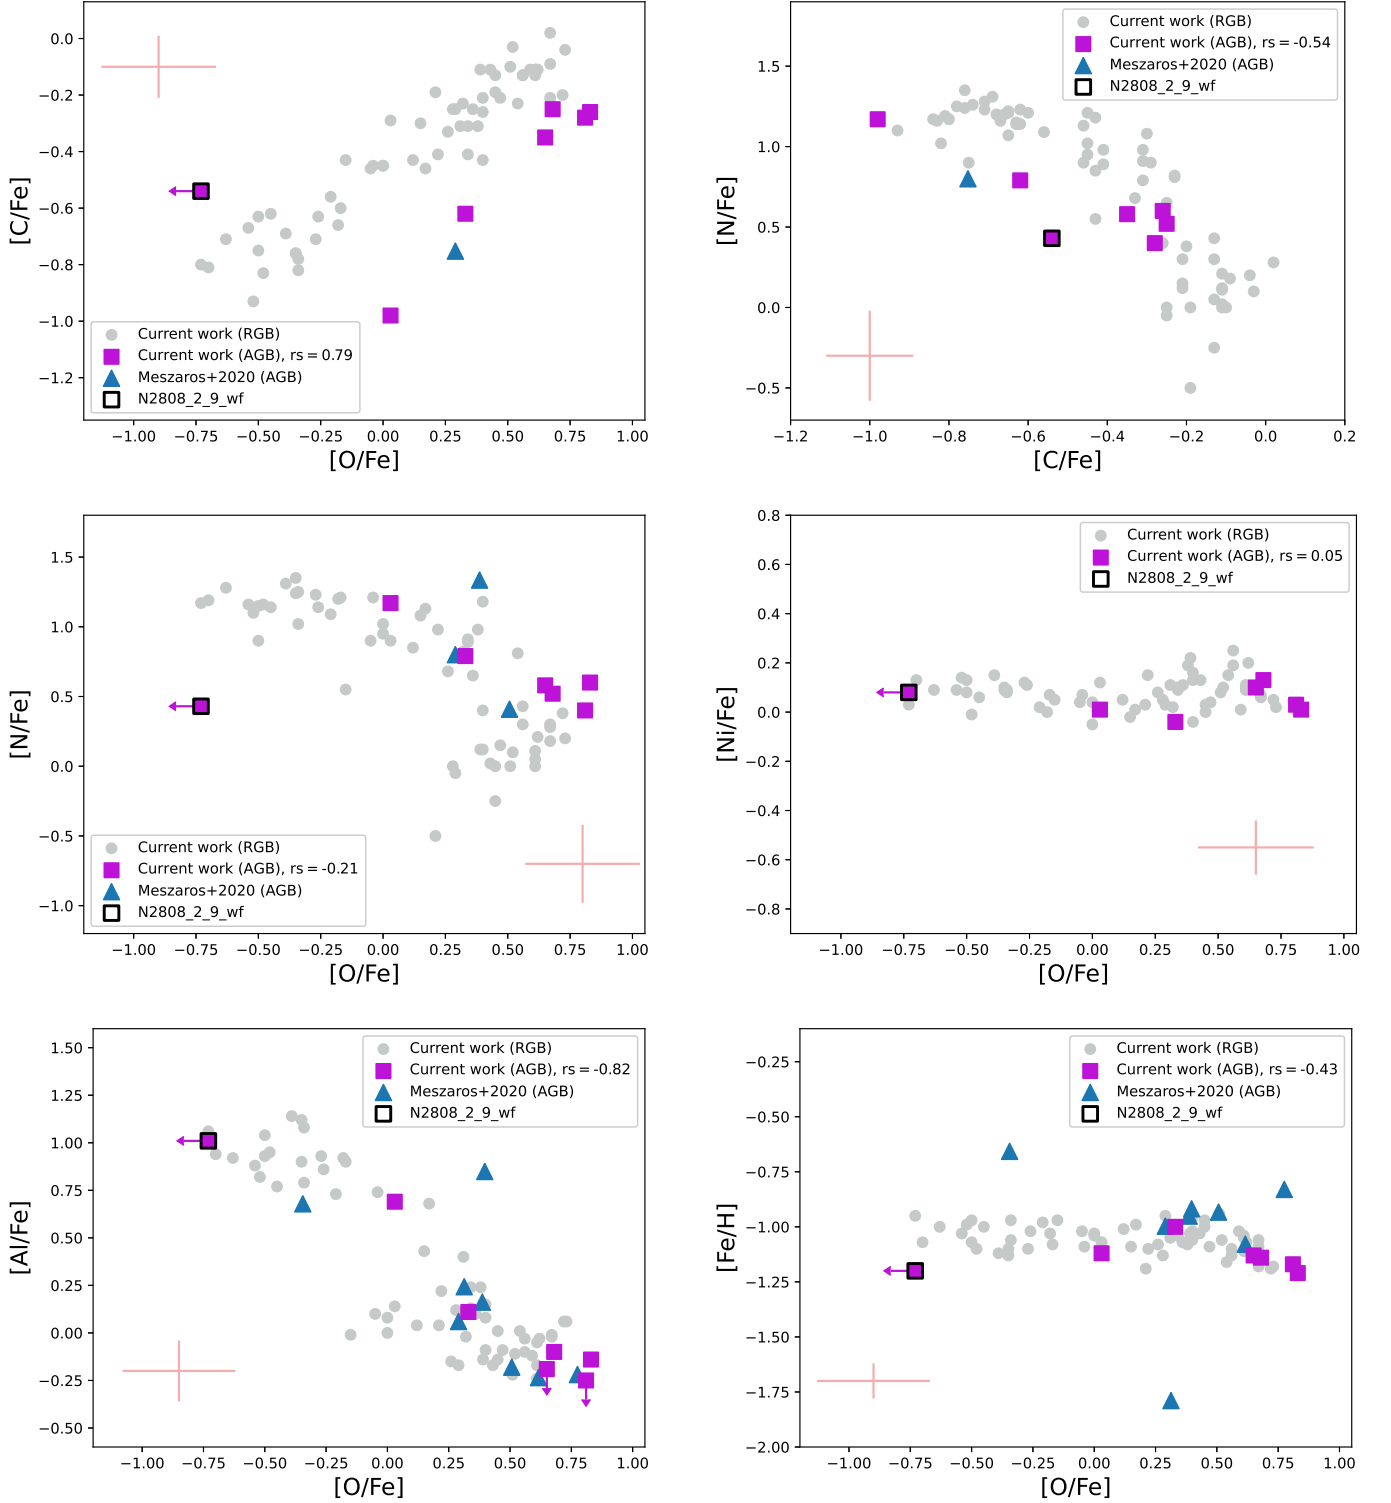 0.0
−0.2
−0.4
−0.6
−0.8
−1.0
−1.2
[C/Fe]
Current work (RGB)
Current work (AGB), rs = 0.79
Meszaros+2020 (AGB)
N2808_2_9_wf
−1.00 −0.75 −0.50 −0.25 0.00 0.25 0.50 0.75 1.00
[O/Fe]
1.5
1.0
0.5
0.0
−0.5
[N/Fe]
Current work (RGB)
Current work (AGB), rs = -0.54
Meszaros+2020 (AGB)
N2808_2_9_wf
−1.2 −1.0 −0.8 −0.6 −0.4 −0.2 0.0 0.2
[C/Fe]
1.5
1.0
0.5
0.0
−0.5
−1.0
[N/Fe]
Current work (RGB)
Current work (AGB), rs = -0.21
Meszaros+2020 (AGB)
N2808_2_9_wf
−1.00 −0.75 −0.50 −0.25 0.00 0.25 0.50 0.75 1.00
[O/Fe]
0.8
0.6
0.4
0.2
0.0
−0.2
−0.4
−0.6
−0.8
[Ni/Fe]
Current work (RGB)
Current work (AGB), rs = 0.05
N2808_2_9_wf
−1.00 −0.75 −0.50 −0.25 0.00 0.25 0.50 0.75 1.00
[O/Fe]
1.50
1.25
1.00
0.75
0.50
0.25
0.00
−0.25
−0.50
[Al/Fe]
Current work (RGB)
Current work (AGB), rs = -0.82
Meszaros+2020 (AGB)
N2808_2_9_wf
−1.00 −0.75 −0.50 −0.25 0.00 0.25 0.50 0.75 1.00
[O/Fe]
−0.25
−0.50
−0.75
−1.00
−1.25
−1.50
−1.75
−2.00
[Fe/H]
Current work (RGB)
Current work (AGB), rs = -0.43
Meszaros+2020 (AGB)
N2808_2_9_wf
−1.00 −0.75 −0.50 −0.25 0.00 0.25 0.50 0.75 1.00
[O/Fe]